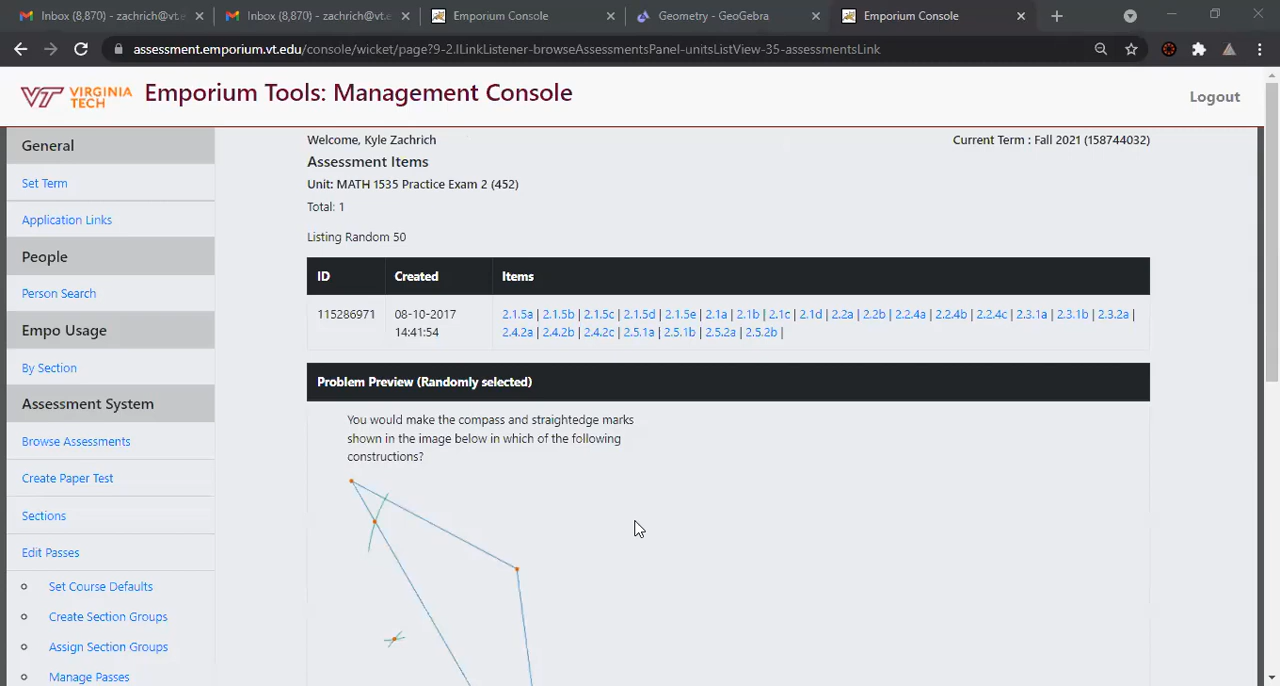 Inbox (8,870) - zachrich@vt.e
Inbox (8,870) - zachrich@vt.e
Emporium Console
Geometry - GeoGebra
Emporium Console
assessment.emporium.vt.edu/console/wicket/page?9-2.ILinkListener-browseAssessmentsPanel-unitsListView-35-assessmentsLink
VT VIRGINIA TECH
Emporium Tools: Management Console
Logout
General
Set Term
Application Links
People
Person Search
Empo Usage
By Section
Assessment System
Browse Assessments
Create Paper Test
Sections
Edit Passes
Set Course Defaults
Create Section Groups
Assign Section Groups
Manage Passes
Welcome, Kyle Zachrich
Current Term : Fall 2021 (158744032)
Assessment Items
Unit: MATH 1535 Practice Exam 2 (452)
Total: 1
Listing Random 50
ID Created Items
115286971 08-10-2017 14:41:54
2.1.5a | 2.1.5b | 2.1.5c | 2.1.5d | 2.1.5e | 2.1a | 2.1b | 2.1c | 2.1d | 2.2a | 2.2b | 2.2.4a | 2.2.4b | 2.2.4c | 2.3.1a | 2.3.1b | 2.3.2a |
2.4.2a | 2.4.2b | 2.4.2c | 2.5.1a | 2.5.1b | 2.5.2a | 2.5.2b |
Problem Preview (Randomly selected)
You would make the compass and straightedge marks
shown in the image below in which of the following
constructions?